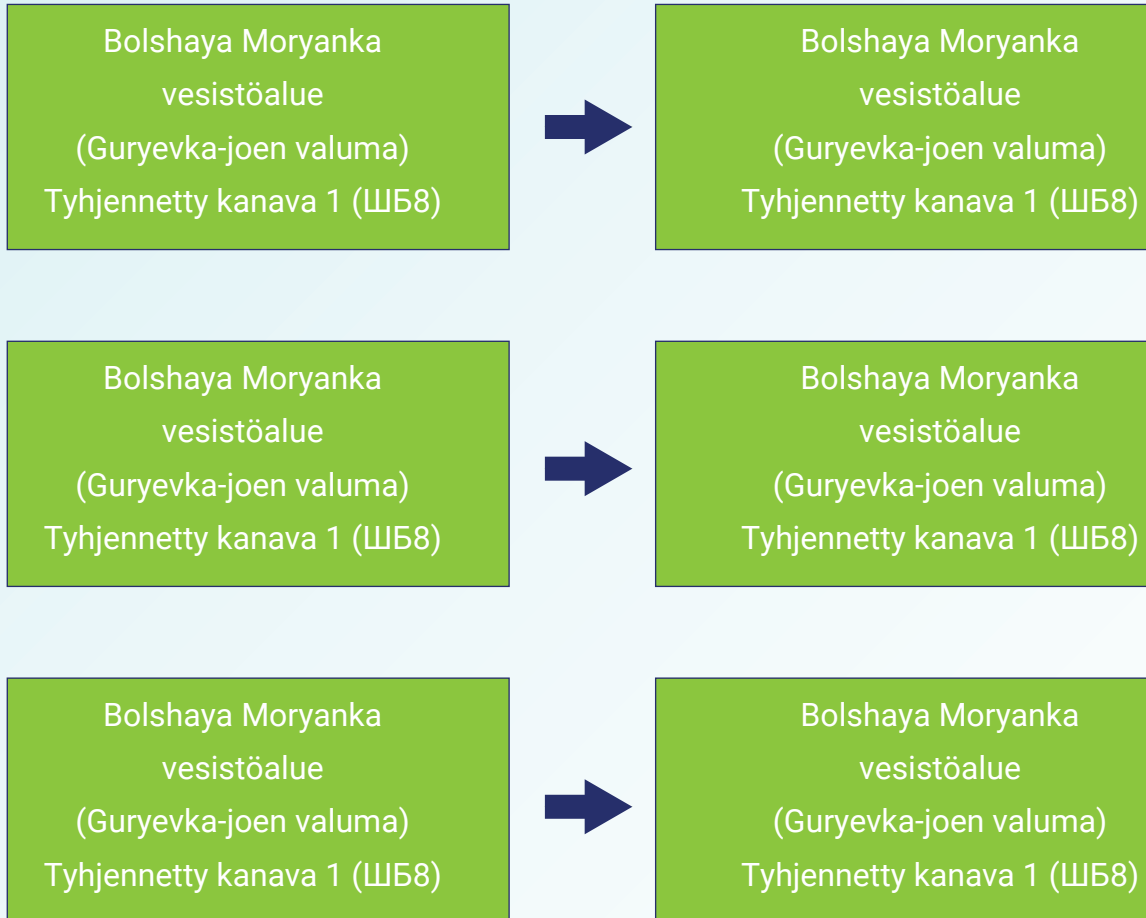 Bolshaya Moryanka
vesistöalue
(Guryevka-joen valuma)
Tyhjennetty kanava 1 (ШБ8)
Bolshaya Moryanka
vesistöalue
(Guryevka-joen valuma)
Tyhjennetty kanava 1 (ШБ8)
Bolshaya Moryanka
vesistöalue
(Guryevka-joen valuma)
Tyhjennetty kanava 1 (ШБ8)
Bolshaya Moryanka
vesistöalue
(Guryevka-joen valuma)
Tyhjennetty kanava 1 (ШБ8)
Bolshaya Moryanka
vesistöalue
(Guryevka-joen valuma)
Tyhjennetty kanava 1 (ШБ8)
Bolshaya Moryanka
vesistöalue
(Guryevka-joen valuma)
Tyhjennetty kanava 1 (ШБ8)